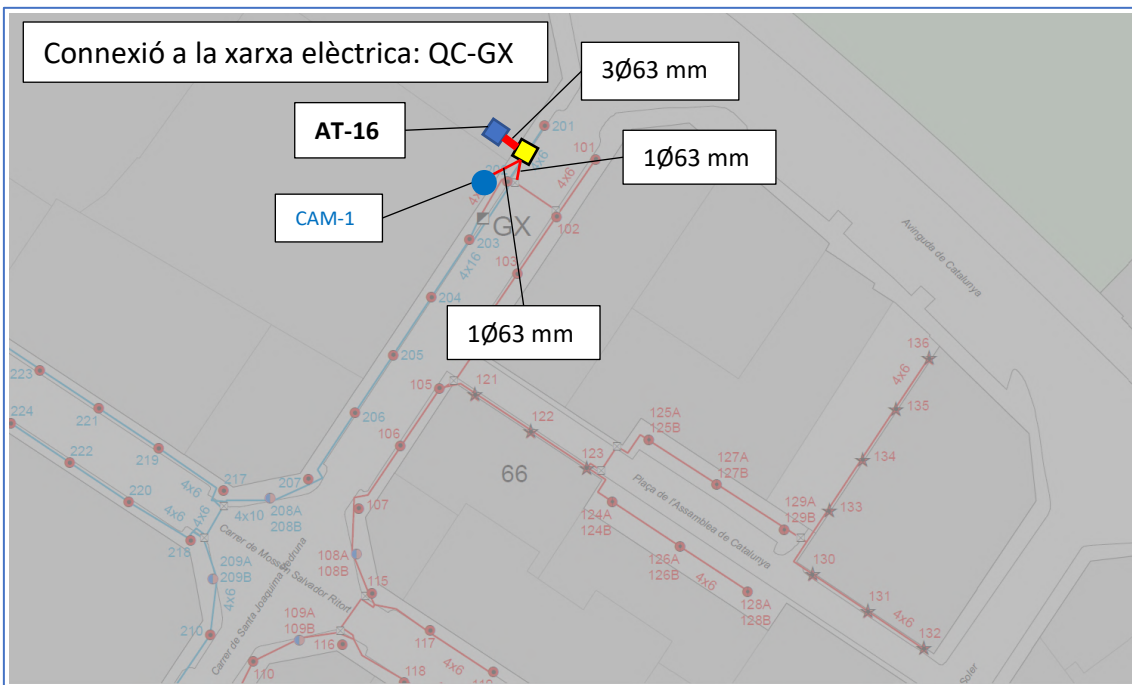 Connexió a la xarxa elèctrica: QC-GX
3Ø63 mm
AT-16
201
101
1Ø63 mm
4x6
4x6
CAM-1
GX
102
203
4x16
103
Avinguda de Catalunya
204
1Ø63 mm
205
136
223
105
121
4x6
221
206
122
125A
125B
135
224
106
219
123
127A
127B
134
222
217
207
66
Plaça de l'Assemblea de Catalunya
4x6
4x10
208A
208B
107
124A
124B
129A
129B
133
220
4x6
4x6
218
Carrer de Mossèn Salvador Ritort
108A
108B
126A
126B
130
209A
209B
4x6
115
4x6
128A
128B
131
4x6
Carrer de Santa Joaquima Vedruna
210
109A
109B
116
117
132
110
118
4x6
Soler